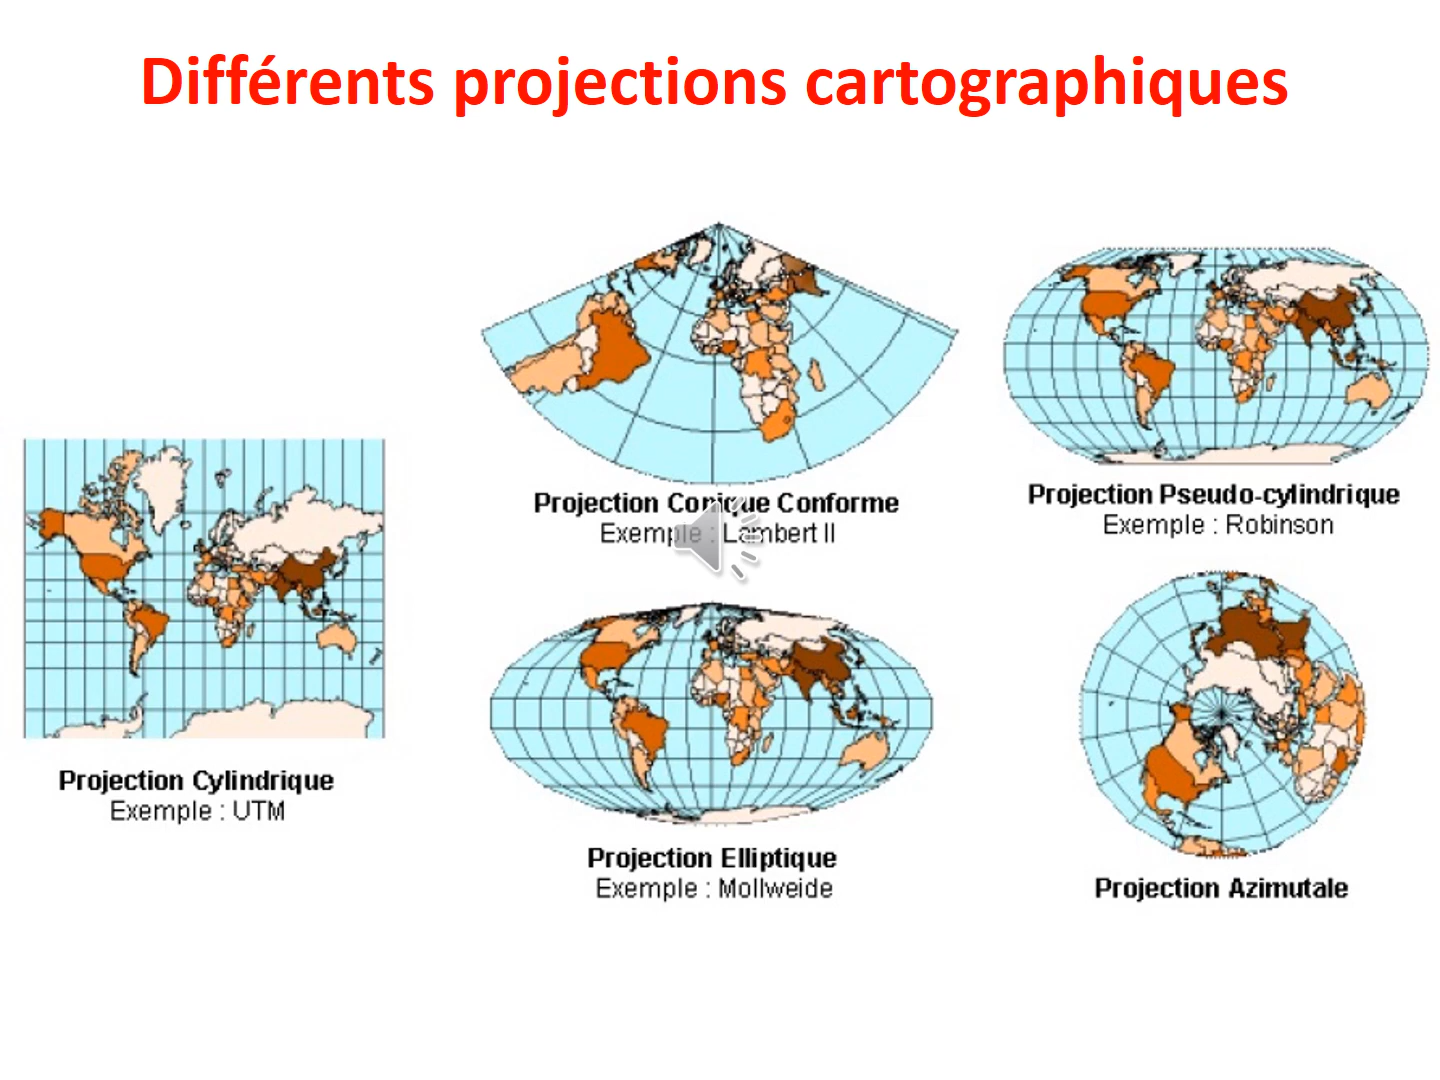 Différents projections cartographiques
Projection Conique Conforme
Exemple : Lambert II
Projection Pseudo-cylindrique
Exemple : Robinson
Projection Cylindrique
Exemple : UTM
Projection Elliptique
Exemple : Mollweide
Projection Azimutale